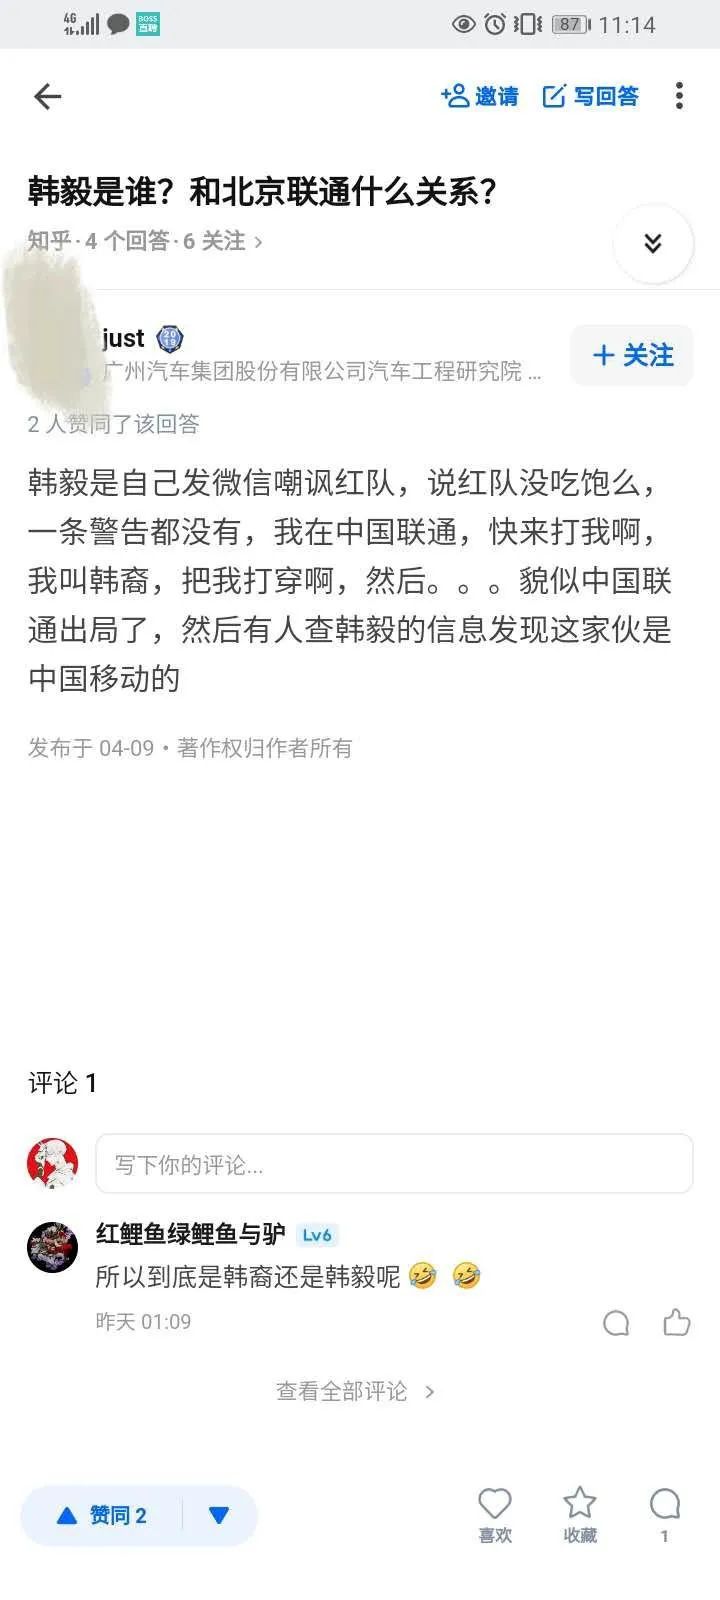 4G
BOSS
直聘
87
11:14
邀请
写回答
韩毅是谁？和北京联通什么关系？
知乎·4 个回答·6 关注 >
just
2019
广州汽车集团股份有限公司汽车工程研究院 ...
+ 关注
2 人赞同了该回答
韩毅是自己发微信嘲讽红队，说红队没吃饱么，
一条警告都没有，我在中国联通，快来打我啊，
我叫韩裔，把我打穿啊，然后。。。貌似中国联
通出局了，然后有人查韩毅的信息发现这家伙是
中国移动的
发布于 04-09 · 著作权归作者所有
评论 1
写下你的评论...
红鲤鱼绿鲤鱼与驴 Lv6
所以到底是韩裔还是韩毅呢🤣 🤣
昨天 01:09
查看全部评论 >
赞同 2
喜欢
收藏
1